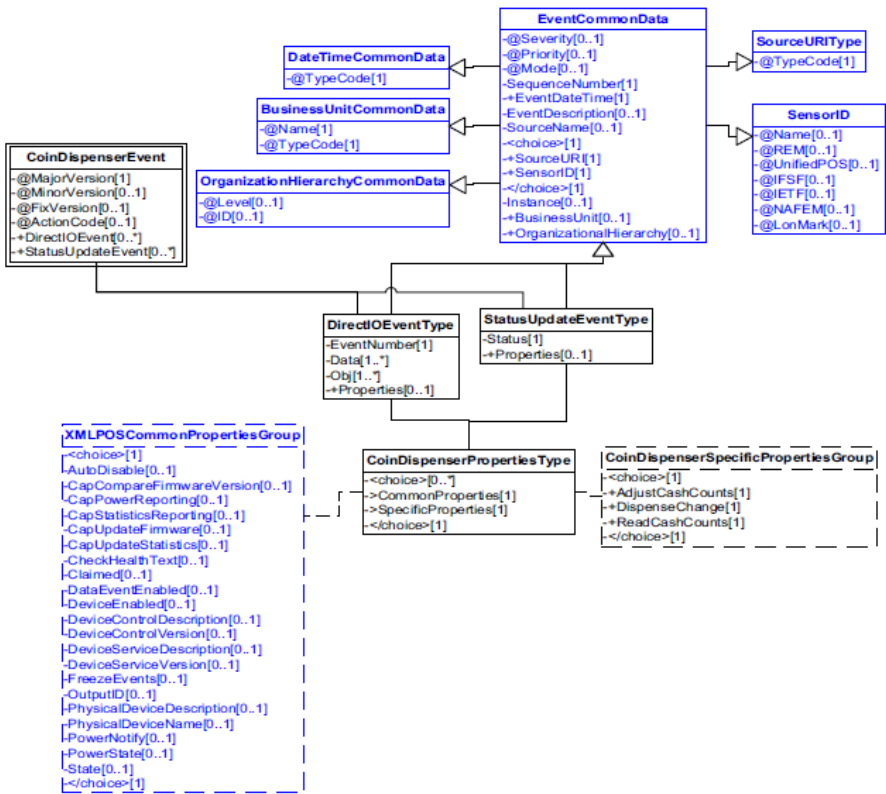 EventCommonData
-@Severity[0..1]
-@Priority[0..1]
-@Mode[0..1]
-SequenceNumber[1]
-+EventDateTime[1]
-EventDescription[0..1]
-SourceName[0..1]
-<choice>[1]
-+SourceURI[1]
-+SensorID[1]
-</choice>[1]
-Instance[0..1]
-+BusinessUnit[0..1]
-+OrganizationalHierarchy[0..1]
DateTimeCommonData
-@TypeCode[1]
BusinessUnitCommonData
-@Name[1]
-@TypeCode[1]
OrganizationHierarchyCommonData
-@Level[0..1]
-@ID[0..1]
SourceURIType
-@TypeCode[1]
SensorID
-@Name[0..1]
-@REM[0..1]
-@UnifiedPOS[0..1]
-@IFSF[0..1]
-@IETF[0..1]
-@NAFEM[0..1]
-@LonMark[0..1]
CoinDispenserEvent
-@MajorVersion[1]
-@MinorVersion[0..1]
-@FixVersion[0..1]
-@ActionCode[0..1]
-+DirectIOEvent[0..*]
-+StatusUpdateEvent[0..*]
DirectIOEventType
-EventNumber[1]
-Data[1..*]
-Obj[1..*]
-+Properties[0..1]
StatusUpdateEventType
-Status[1]
-+Properties[0..1]
XMLPOSCommonPropertiesGroup
-<choice>[1]
-AutoDisable[0..1]
-CapCompareFirmwareVersion[0..1]
-CapPowerReporting[0..1]
-CapStatisticsReporting[0..1]
-CapUpdateFirmware[0..1]
-CapUpdateStatistics[0..1]
-CheckHealthText[0..1]
-Claimed[0..1]
-DataEventEnabled[0..1]
-DeviceEnabled[0..1]
-DeviceControlDescription[0..1]
-DeviceControlVersion[0..1]
-DeviceServiceDescription[0..1]
-DeviceServiceVersion[0..1]
-FreezeEvents[0..1]
-OutputID[0..1]
-PhysicalDeviceDescription[0..1]
-PhysicalDeviceName[0..1]
-PowerNotify[0..1]
-PowerState[0..1]
-State[0..1]
-</choice>[1]
CoinDispenserPropertiesType
-<choice>[0..*]
->CommonProperties[1]
->SpecificProperties[1]
-</choice>[1]
CoinDispenserSpecificPropertiesGroup
-<choice>[1]
-+AdjustCashCounts[1]
-+DispenseChange[1]
-+ReadCashCounts[1]
-</choice>[1]